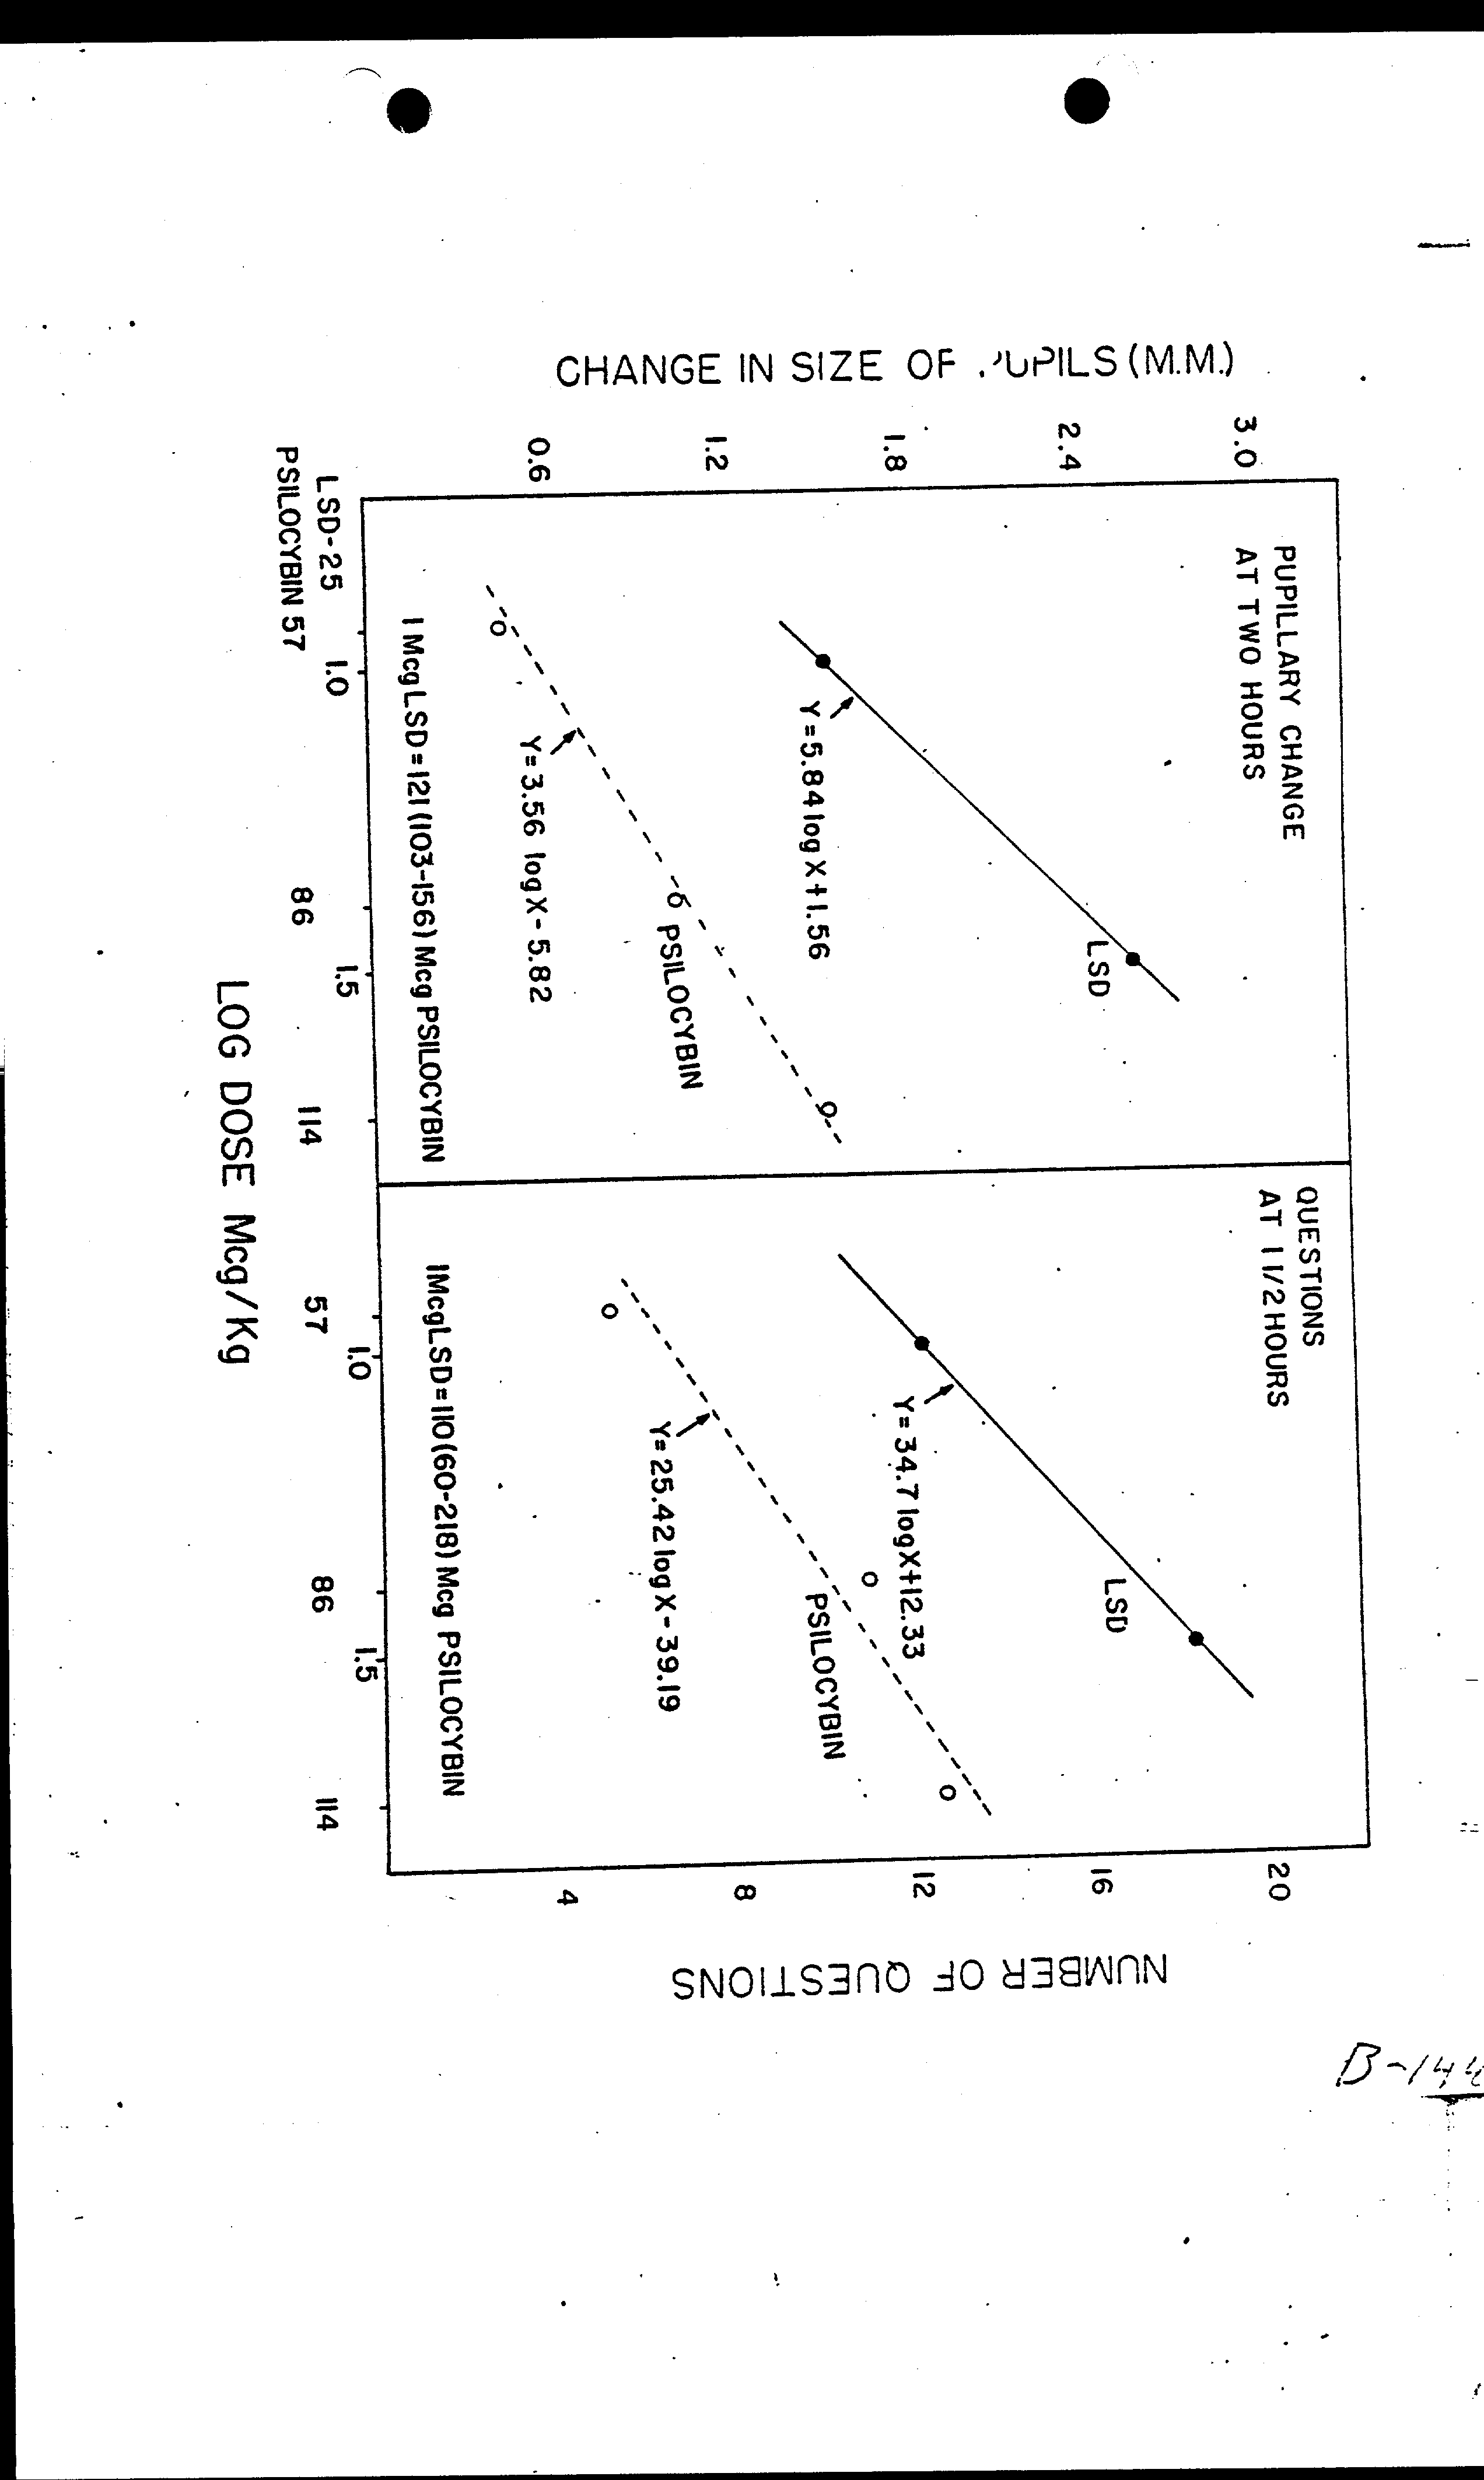 CHANGE IN SIZE OF PUPILS (M.M.)
3.0
2.4
1.8
1.2
0.6
PUPILLARY CHANGE
AT TWO HOURS
LSD
Y=5.84 log X+1.56
PSILOCYBIN
Y=3.56 log X-5.82
1 Mcg LSD=121(103-156) Mcg PSILOCYBIN
LSD-25 1.0 1.5
PSILOCYBIN 57 86 114
QUESTIONS
AT 1 1/2 HOURS
LSD
Y=34.7 log X+12.33
PSILOCYBIN
Y=25.42 log X-39.19
1 Mcg LSD=110(60-218) Mcg PSILOCYBIN
1.0 1.5
57 86 114
20
16
12
8
4
NUMBER OF QUESTIONS
LOG DOSE Mcg/Kg